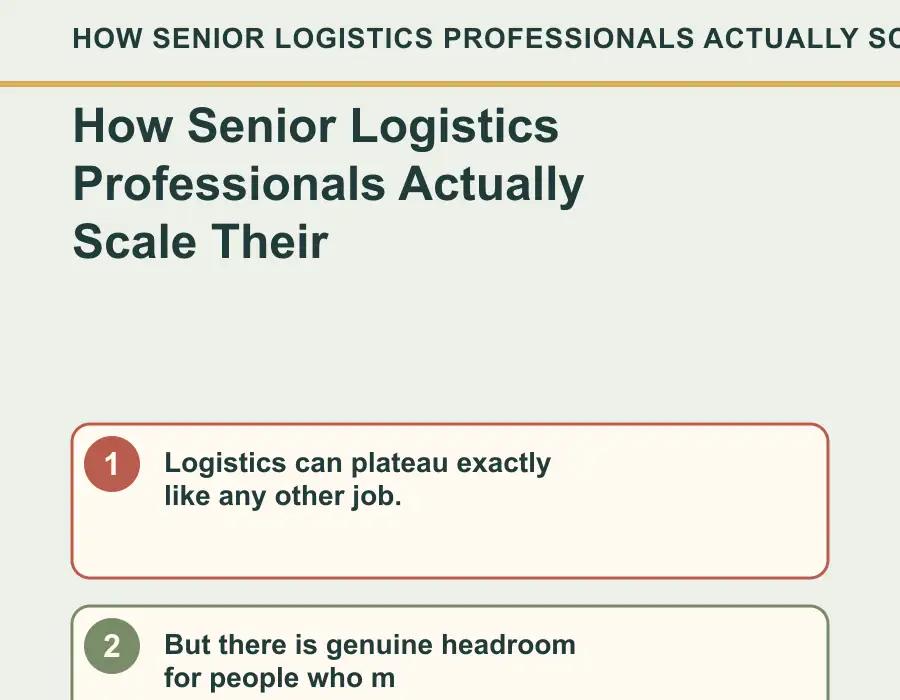 HOW SENIOR LOGISTICS PROFESSIONALS ACTUALLY
How Senior Logistics
Professionals Actually
Scale Their
1
Logistics can plateau exactly
like any other job.
2
But there is genuine headroom
for people who m